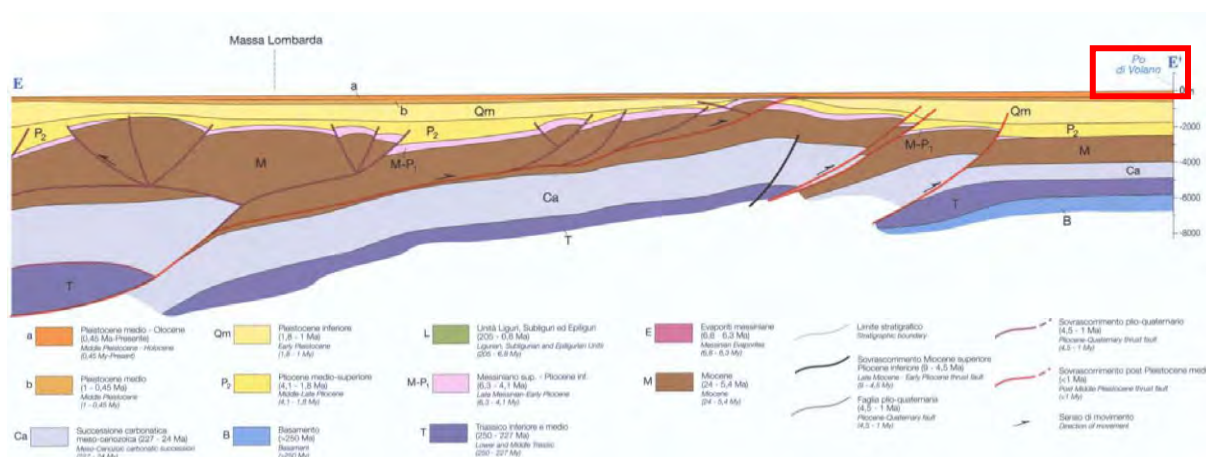 Massa Lombarda
Po
di Volano
E
E'
a
b
Qm
Qm
P2
P2
M
M-P1
M-P1
M
Ca
Ca
T
T
T
B
-2000
-4000
-6000
-8000
a
Pleistocene medio - Olocene
(0,45 Ma-Presente)
Middle Pleistocene - Holocene
(0,45 My-Present)
b
Pleistocene medio
(1 - 0,45 Ma)
Middle Pleistocene
(1 - 0,45 My)
Ca
Successione carbonatica
meso-cenozoica (227 - 24 Ma)
Meso-Cenozoic carbonatic succession
(227 - 24 My)
Qm
Pleistocene inferiore
(1,8 - 1 Ma)
Early Pleistocene
(1,8 - 1 My)
P2
Pliocene medio-superiore
(4,1 - 1,8 Ma)
Middle-Late Pliocene
(4,1 - 1,8 My)
B
Basamento
(>250 Ma)
Basement
(>250 My)
L
Unità Liguri, Subliguri ed Epiliguri
(205 - 6,8 Ma)
Ligurian, Subligurian and Epiligurian Units
(205 - 6,8 My)
M-P1
Messiniano sup. - Pliocene inf.
(6,3 - 4,1 Ma)
Late Messinian-Early Pliocene
(6,3 - 4,1 My)
T
Triassico inferiore e medio
(250 - 227 Ma)
Lower and Middle Triassic
(250 - 227 My)
E
Evaporiti messiniane
(6,8 - 6,3 Ma)
Messinian Evaporites
(6,8 - 6,3 My)
M
Miocene
(24 - 5,4 Ma)
Miocene
(24 - 5,4 My)
Limite stratigrafico
Stratigraphic boundary
Sovrascorrimento Miocene superiore
Pliocene inferiore (9 - 4,5 Ma)
Late Miocene - Early Pliocene thrust fault
(9 - 4,5 My)
Faglia plio-quaternaria
(4,5 - 1 Ma)
Pliocene-Quaternary fault
(4,5 - 1 My)
Sovrascorrimento plio-quaternario
(4,5 - 1 Ma)
Pliocene-Quaternary thrust fault
(4,5 - 1 My)
Sovrascorrimento post Pleistocene med
(<1 Ma)
Post Middle Pleistocene thrust fault
(<1 My)
Senso di movimento
Direction of movement